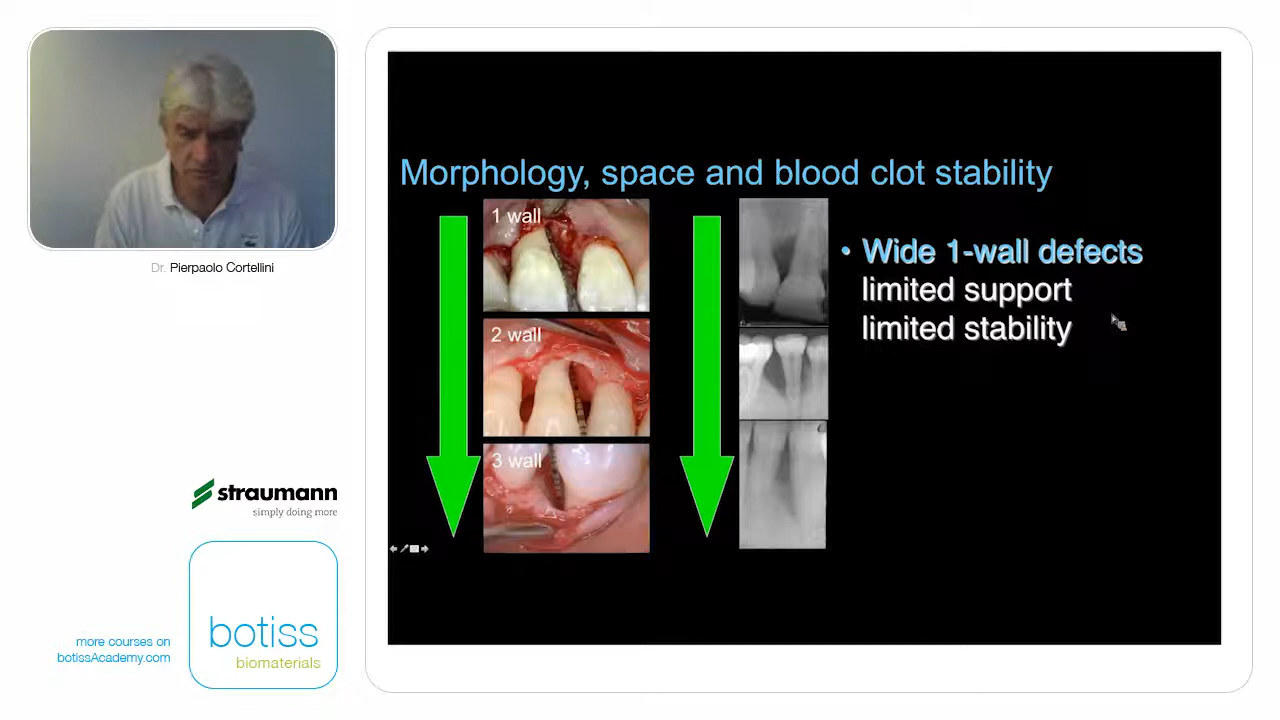 Dr. Pierpaolo Cortellini
straumann
simply doing more
more courses on
botissAcademy.com
botiss
biomaterials
Morphology, space and blood clot stability
1 wall
2 wall
3 wall
• Wide 1-wall defects
limited support
limited stability